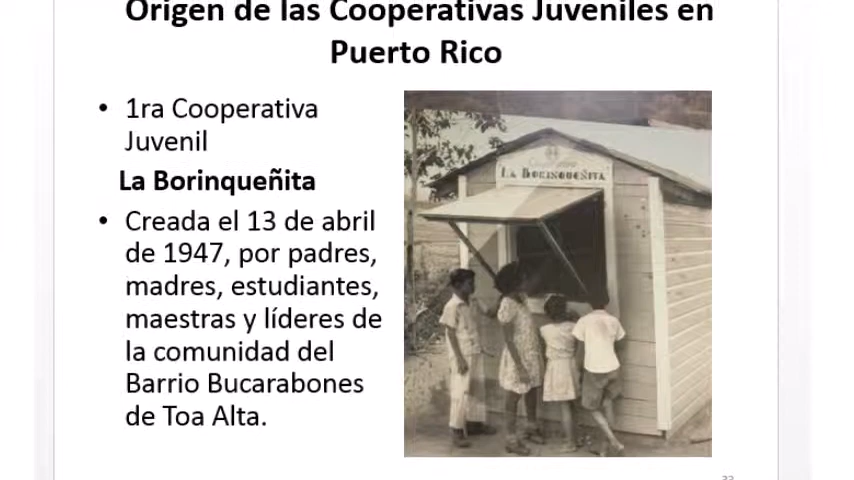 Origen de las Cooperativas Juveniles en
Puerto Rico
• 1ra Cooperativa
Juvenil
La Borinqueñita
• Creada el 13 de abril
de 1947, por padres,
madres, estudiantes,
maestras y líderes de
la comunidad del
Barrio Bucarabones
de Toa Alta.
LA BORINQUEÑITA